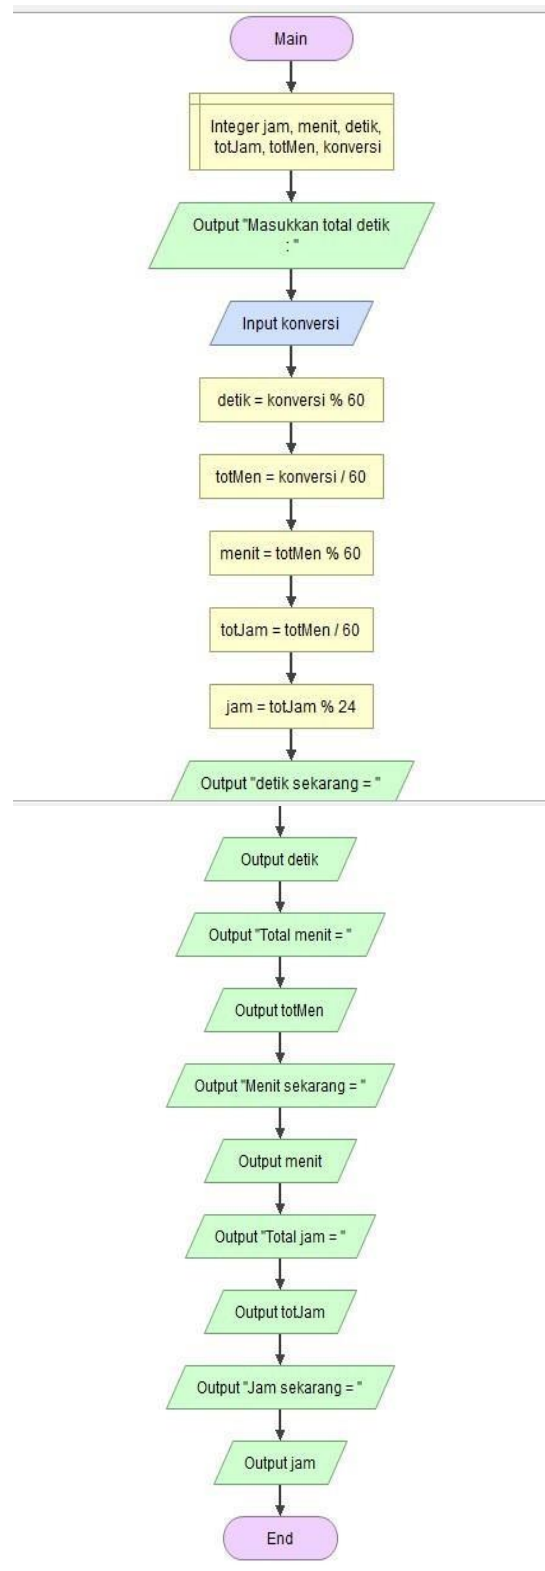 Main
Integer jam, menit, detik,
totJam, totMen, konversi
Output "Masukkan total detik
: "
Input konversi
detik = konversi % 60
totMen = konversi / 60
menit = totMen % 60
totJam = totMen / 60
jam = totJam % 24
Output "detik sekarang = "
Output detik
Output "Total menit = "
Output totMen
Output "Menit sekarang = "
Output menit
Output "Total jam = "
Output totJam
Output "Jam sekarang = "
Output jam
End